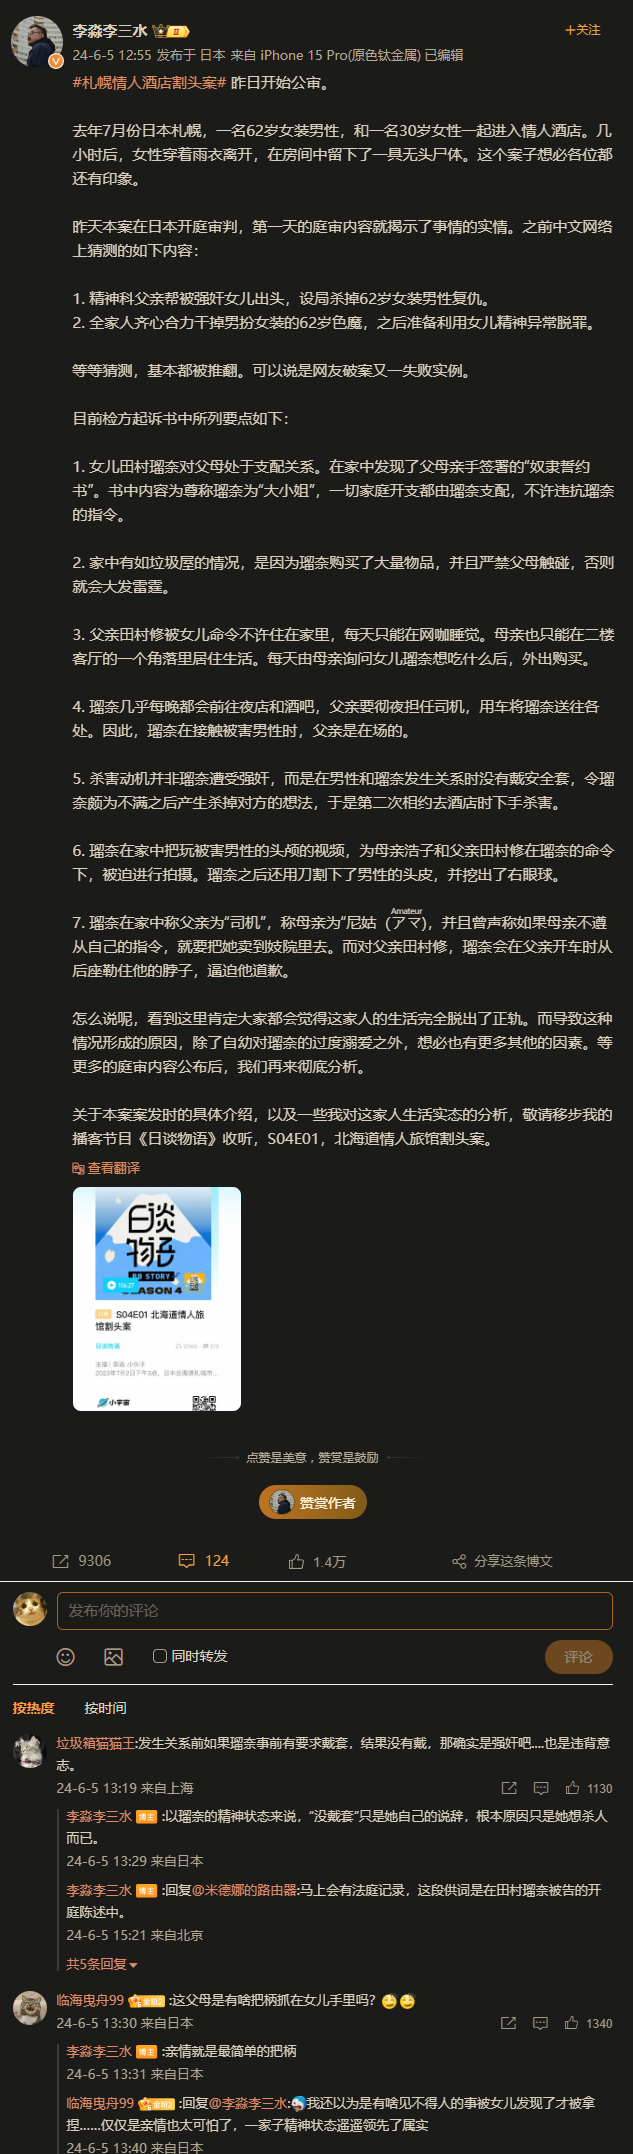 李淼李三水
+关注
24-6-5 12:55 发布于 日本 来自 iPhone 15 Pro(原色钛金属) 已编辑
#札幌情人酒店割头案# 昨日开始公审。
去年7月份日本札幌，一名62岁女装男性，和一名30岁女性一起进入情人酒店。几
小时后，女性穿着雨衣离开，在房间中留下了一具无头尸体。这个案子想必各位都
还有印象。
昨天本案在日本开庭审判，第一天的庭审内容就揭示了事情的实情。之前中文网络
上猜测的如下内容：
1. 精神科父亲帮被强奸女儿出头，设局杀掉62岁女装男性复仇。
2. 全家人齐心合力干掉男扮女装的62岁色魔，之后准备利用女儿精神异常脱罪。
等等猜测，基本都被推翻。可以说是网友破案又一失败实例。
目前检方起诉书中所列要点如下：
1. 女儿田村瑠奈对父母处于支配关系。在家中发现了父母亲手签署的“奴隶誓约
书”。书中内容为尊称瑠奈为“大小姐”，一切家庭开支都由瑠奈支配，不许违抗瑠奈
的指令。
2. 家中有如垃圾屋的情况，是因为瑠奈购买了大量物品，并且严禁父母触碰，否则
就会大发雷霆。
3. 父亲田村修被女儿命令不许住在家里，每天只能在网咖睡觉。母亲也只能在二楼
客厅的一个角落里居住生活。每天由母亲询问女儿瑠奈想吃什么后，外出购买。
4. 瑠奈几乎每晚都会前往夜店和酒吧，父亲要彻夜担任司机，用车将瑠奈送往各
处。因此，瑠奈在接触被害男性时，父亲是在场的。
5. 杀害动机并非瑠奈遭受强奸，而是在男性和瑠奈发生关系时没有戴安全套，令瑠
奈颇为不满之后产生杀掉对方的想法，于是第二次相约去酒店时下手杀害。
6. 瑠奈在家中把玩被害男性的头颅的视频，为母亲浩子和父亲田村修在瑠奈的命令
下，被迫进行拍摄。瑠奈之后还用刀割下了男性的头皮，并挖出了右眼球。
Amateur
7. 瑠奈在家中称父亲为“司机”，称母亲为“尼姑（アマ)，并且曾声称如果母亲不遵
从自己的指令，就要把她卖到妓院里去。而对父亲田村修，瑠奈会在父亲开车时从
后座勒住他的脖子，逼迫他道歉。
怎么说呢，看到这里肯定大家都会觉得这家人的生活完全脱出了正轨。而导致这种
情况形成的原因，除了自幼对瑠奈的过度溺爱之外，想必也有更多其他的因素。等
更多的庭审内容公布后，我们再来彻底分析。
关于本案案发时的具体介绍，以及一些我对这家人生活实态的分析，敬请移步我的
播客节目《日谈物语》收听，S04E01，北海道情人旅馆割头案。
查看翻译
日谈
物语
BB STORY
SEASON 4
S04E01 北海道情人旅
馆割头案
日谈物语
主播 | 李淼 小伙子
小宇宙
点赞是美意，赞赏是鼓励
赞赏作者
9306
124
1.4万
分享这条博文
发布你的评论
同时转发
评论
按热度
按时间
垃圾箱猫猫王:发生关系前如果瑠奈事前有要求戴套，结果没有戴，那确实是强奸吧....也是违背意
志。
24-6-5 13:19 来自上海
1130
李淼李三水 博主 :以瑠奈的精神状态来说，“没戴套”只是她自己的说辞，根本原因只是她想杀人
而已。
24-6-5 13:29 来自日本
李淼李三水 博主 :回复@米德娜的路由器:马上会有法庭记录，这段供词是在田村瑠奈被告的开
庭陈述中。
24-6-5 15:21 来自北京
共5条回复
临海曳舟99 金粉2 :这父母是有啥把柄抓在女儿手里吗？
24-6-5 13:30 来自日本
1340
李淼李三水 博主 :亲情就是最简单的把柄
24-6-5 13:31 来自日本
临海曳舟99 金粉2 :回复@李淼李三水:我还以为是有啥见不得人的事被女儿发现了才被拿
捏......仅仅是亲情也太可怕了，一家子精神状态遥遥领先了属实
24-6-5 13:40 来自日本